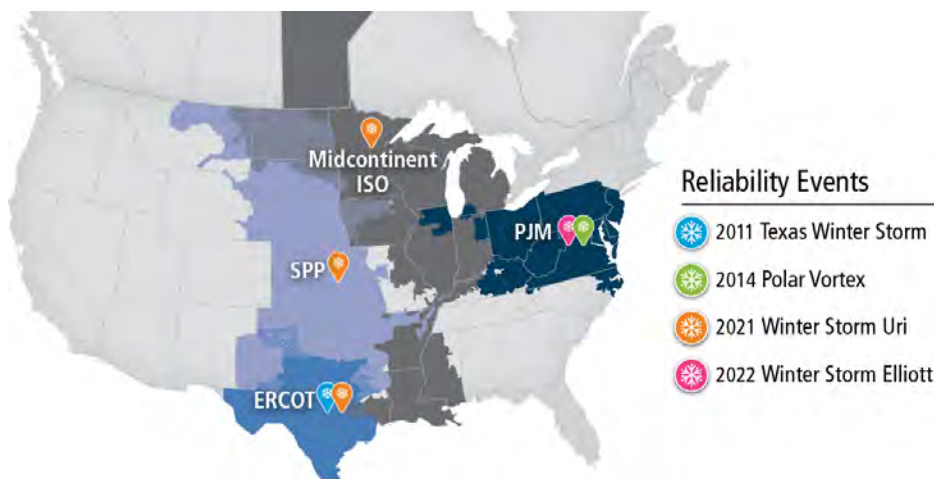 Midcontinent
ISO
SPP
ERCOT
PJM
Reliability Events
2011 Texas Winter Storm
2014 Polar Vortex
2021 Winter Storm Uri
2022 Winter Storm Elliott